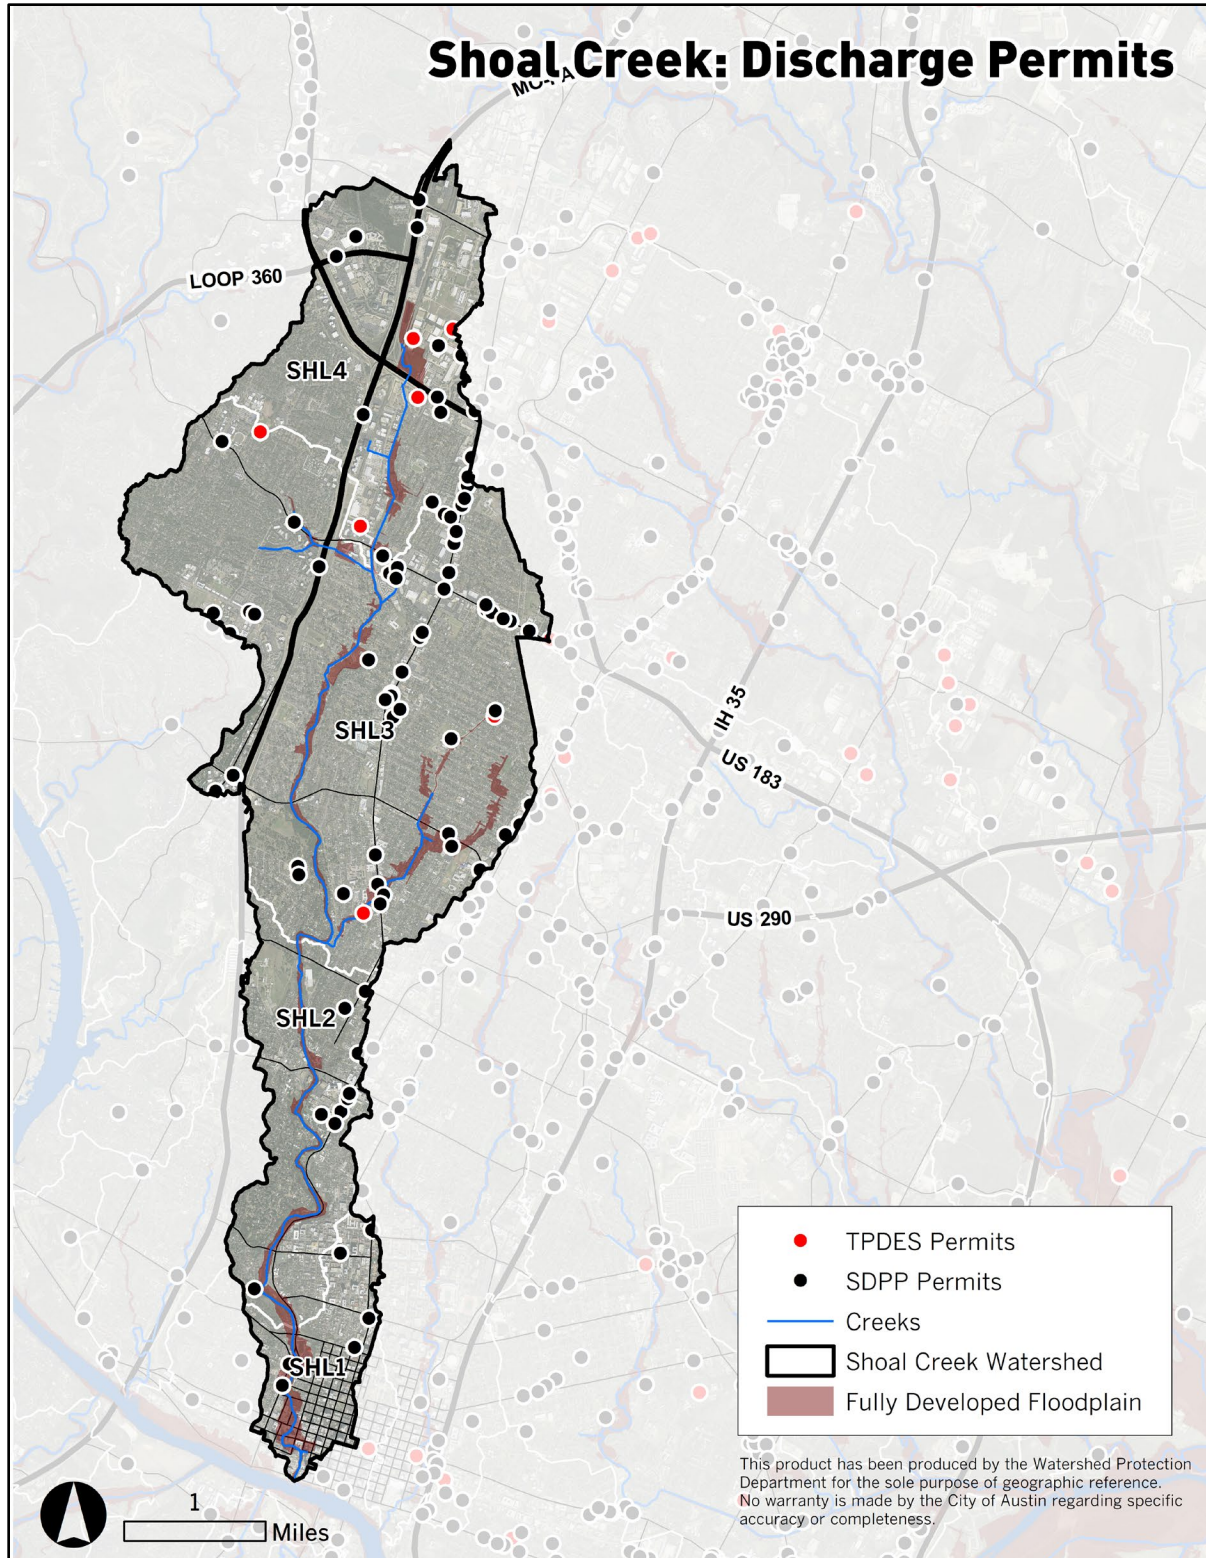 Shoal Creek: Discharge Permits
LOOP 360
SHL4
SHL3
IH 35
US 183
US 290
SHL2
SHL1
TPDES Permits
SDPP Permits
Creeks
Shoal Creek Watershed
Fully Developed Floodplain
This product has been produced by the Watershed Protection
Department for the sole purpose of geographic reference.
No warranty is made by the City of Austin regarding specific
accuracy or completeness.
1
Miles